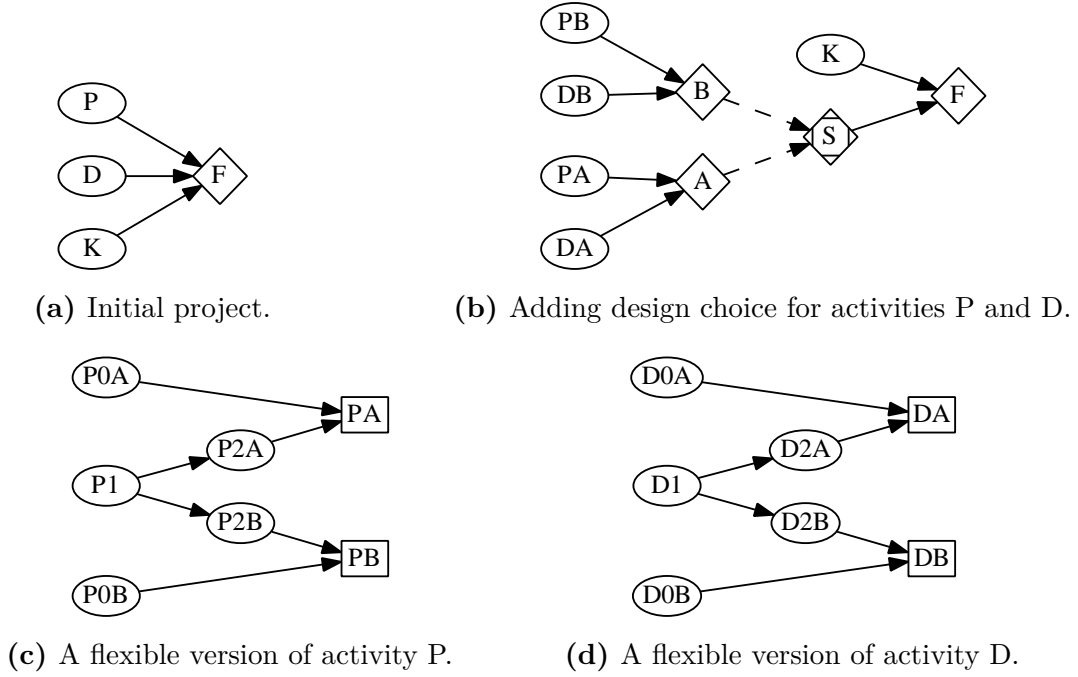 P
D
K
F
(a) Initial project.
PB
DB
PA
DA
B
A
S
K
F
(b) Adding design choice for activities P and D.
P0A
PA
P2A
P1
P2B
PB
P0B
(c) A flexible version of activity P.
D0A
DA
D2A
D1
D2B
DB
D0B
(d) A flexible version of activity D.